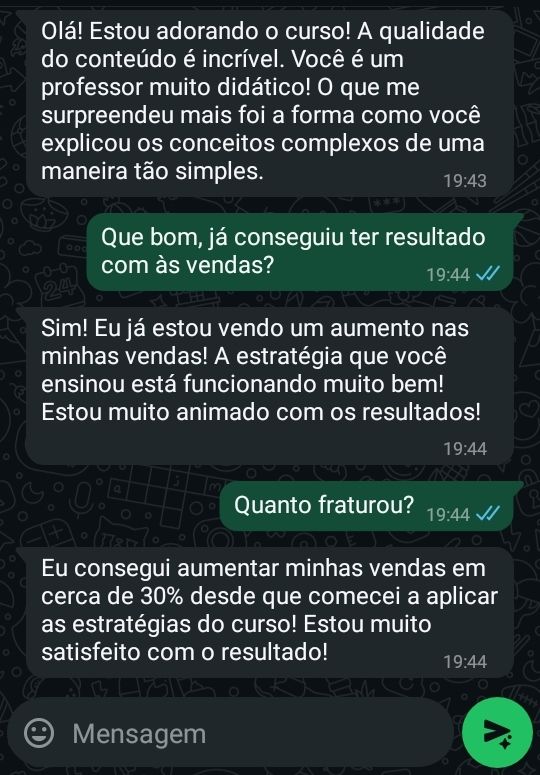 Olá! Estou adorando o curso! A qualidade
do conteúdo é incrível. Você é um
professor muito didático! O que me
surpreendeu mais foi a forma como você
explicou os conceitos complexos de uma
maneira tão simples.
19:43
Que bom, já conseguiu ter resultado
com às vendas?
19:44
Sim! Eu já estou vendo um aumento nas
minhas vendas! A estratégia que você
ensinou está funcionando muito bem!
Estou muito animado com os resultados!
19:44
Quanto fraturou?
19:44
Eu consegui aumentar minhas vendas em
cerca de 30% desde que comecei a aplicar
as estratégias do curso! Estou muito
satisfeito com o resultado!
19:44
Mensagem